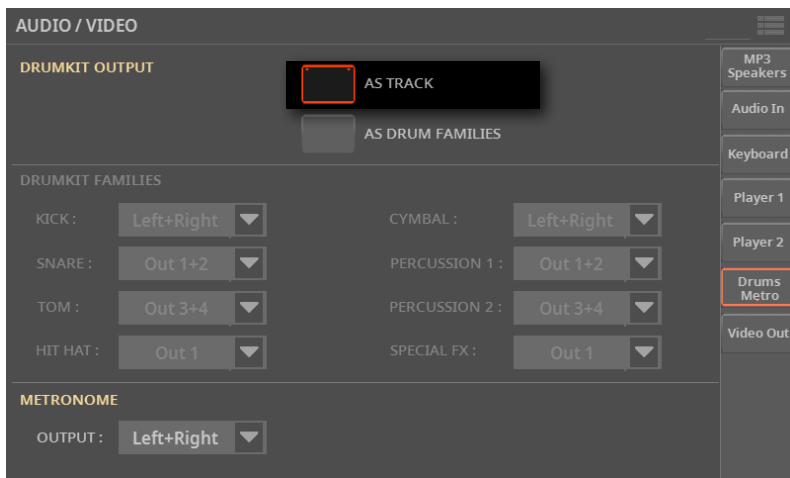 AUDIO / VIDEO
DRUMKIT OUTPUT
AS TRACK
AS DRUM FAMILIES
DRUMKIT FAMILIES
KICK : Left+Right CYMBAL : Left+Right
SNARE : Out 1+2 PERCUSSION 1 : Out 1+2
TOM : Out 3+4 PERCUSSION 2 : Out 3+4
HIT HAT : Out 1 SPECIAL FX : Out 1
METRONOME
OUTPUT : Left+Right
MP3
Speakers
Audio In
Keyboard
Player 1
Player 2
Drums
Metro
Video Out